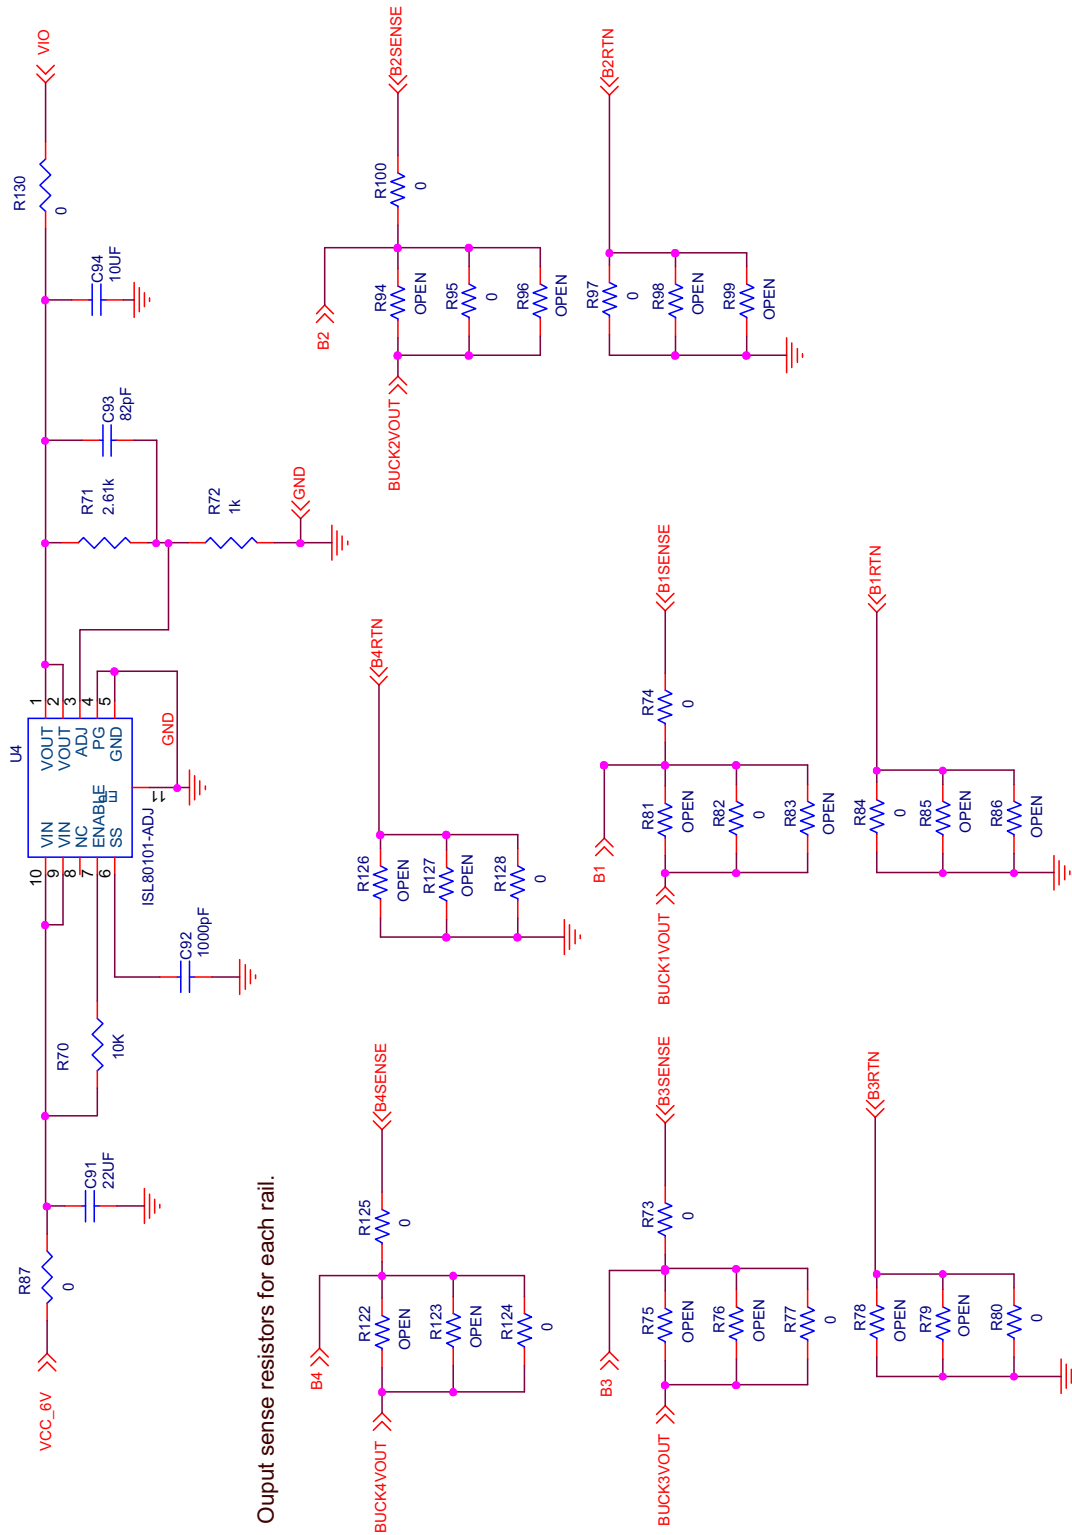 VCC_6V
R87
0
C91
22UF
R70
10K
C92
1000pF
U4
10
9
8
7
6
VIN
VIN
NC
ENABLE
SS
VOUT
VOUT
ADJ
PG
GND
1
2
3
4
5
11
ISL80101-ADJ
GND
R71
2.61k
C93
82pF
R72
1k
GND
C94
10UF
R130
0
VIO
Ouput sense resistors for each rail.
BUCK4VOUT
B4
R122
OPEN
R123
OPEN
R124
0
R125
0
B4SENSE
R126
OPEN
R127
OPEN
R128
0
B4RTN
BUCK2VOUT
B2
R94
OPEN
R95
0
R96
OPEN
R100
0
B2SENSE
R97
0
R98
OPEN
R99
OPEN
B2RTN
BUCK3VOUT
B3
R75
OPEN
R76
OPEN
R77
0
R73
0
B3SENSE
R78
OPEN
R79
OPEN
R80
0
B3RTN
BUCK1VOUT
B1
R81
OPEN
R82
0
R83
OPEN
R74
0
B1SENSE
R84
0
R85
OPEN
R86
OPEN
B1RTN